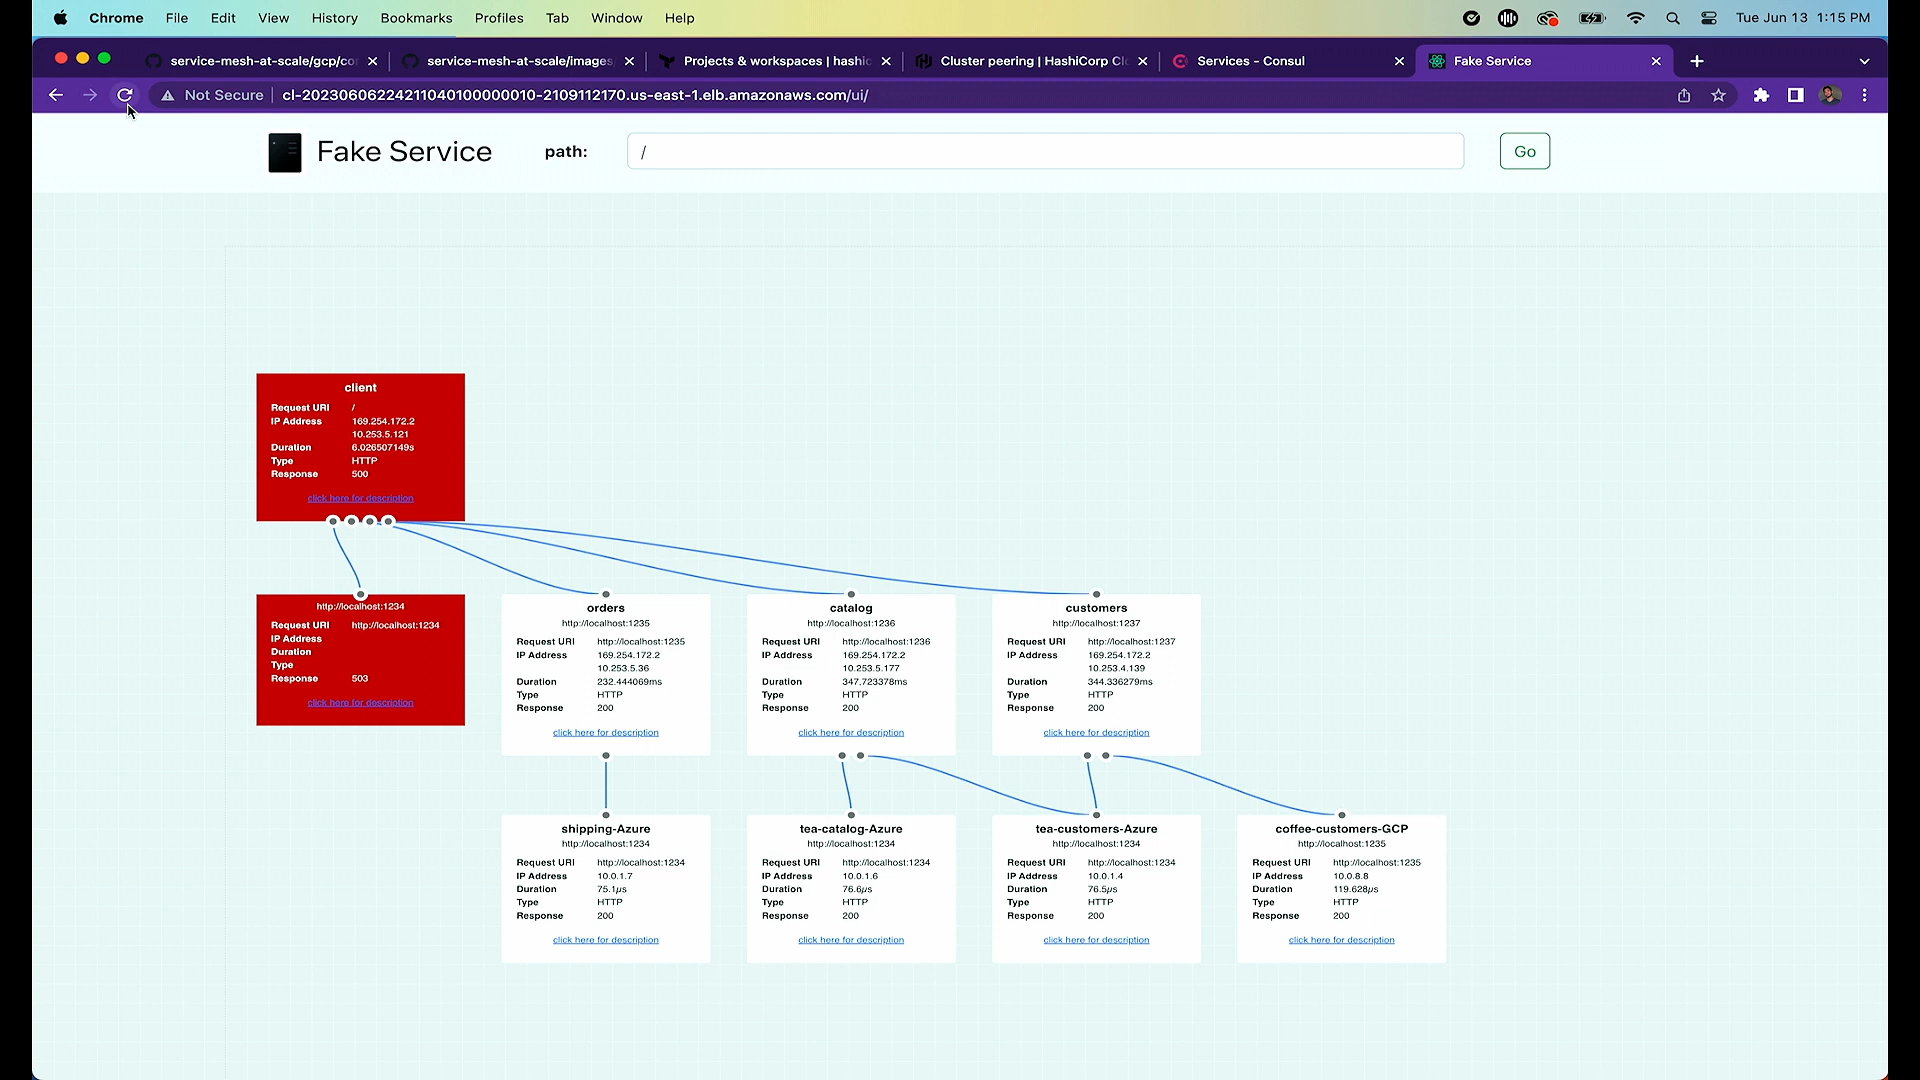 Chrome File Edit View History Bookmarks Profiles Tab Window Help Tue Jun 13 1:15 PM
service-mesh-at-scale/gcp/co service-mesh-at-scale/images Projects & workspaces | hashic Cluster peering | HashiCorp Cl Services - Consul Fake Service
Not Secure cl-20230606224211040100000010-2109112170.us-east-1.elb.amazonaws.com/ui/
Fake Service path: / Go
client
Request URI /
IP Address 169.254.172.2
10.253.5.121
Duration 6.026507149s
Type HTTP
Response 500
click here for description
http://localhost:1234
Request URI http://localhost:1234
IP Address
Duration
Type
Response 503
click here for description
orders
http://localhost:1235
Request URI http://localhost:1235
IP Address 169.254.172.2
10.253.5.36
Duration 232.444069ms
Type HTTP
Response 200
click here for description
catalog
http://localhost:1236
Request URI http://localhost:1236
IP Address 169.254.172.2
10.253.5.177
Duration 347.723378ms
Type HTTP
Response 200
click here for description
customers
http://localhost:1237
Request URI http://localhost:1237
IP Address 169.254.172.2
10.253.4.139
Duration 344.336279ms
Type HTTP
Response 200
click here for description
shipping-Azure
http://localhost:1234
Request URI http://localhost:1234
IP Address 10.0.1.7
Duration 75.1µs
Type HTTP
Response 200
click here for description
tea-catalog-Azure
http://localhost:1234
Request URI http://localhost:1234
IP Address 10.0.1.6
Duration 76.6µs
Type HTTP
Response 200
click here for description
tea-customers-Azure
http://localhost:1234
Request URI http://localhost:1234
IP Address 10.0.1.4
Duration 76.5µs
Type HTTP
Response 200
click here for description
coffee-customers-GCP
http://localhost:1235
Request URI http://localhost:1235
IP Address 10.0.8.8
Duration 119.628µs
Type HTTP
Response 200
click here for description